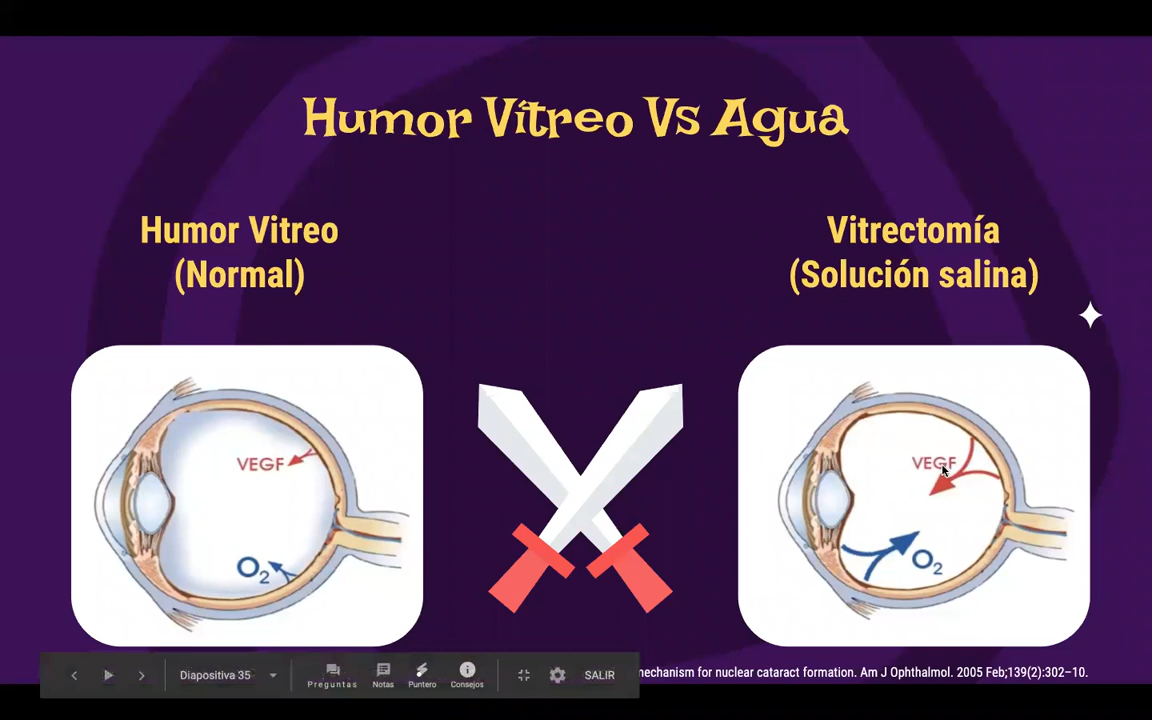 Humor Vítreo Vs Agua
Humor Vitreo
(Normal)
Vitrectomía
(Solución salina)
VEGF
O2
VEGF
O2
mechanism for nuclear cataract formation. Am J Ophthalmol. 2005 Feb;139(2):302–10.
Diapositiva 35
Preguntas
Notas
Puntero
Consejos
SALIR